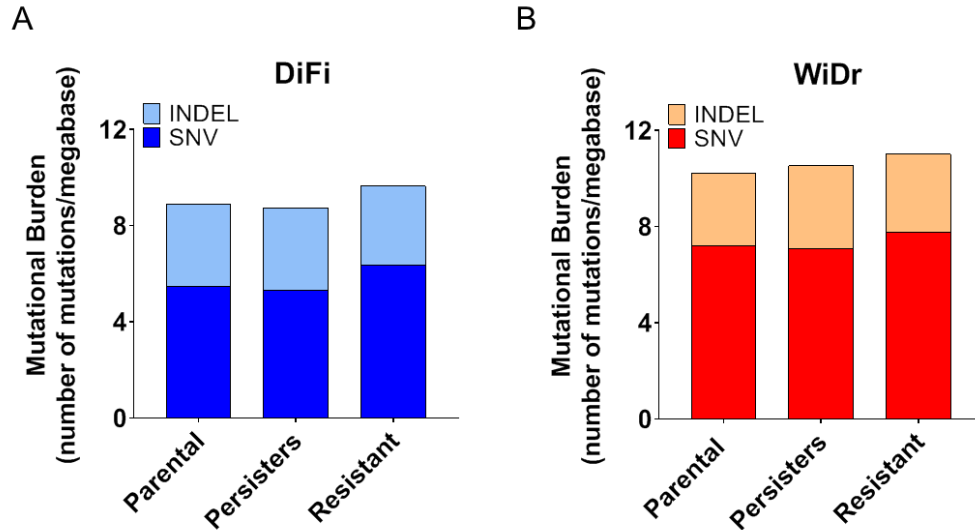 A
DiFi
INDEL
SNV
Mutational Burden
(number of mutations/megabase)
12
8
4
0
Parental
Persisters
Resistant
B
WiDr
INDEL
SNV
Mutational Burden
(number of mutations/megabase)
12
8
4
0
Parental
Persisters
Resistant